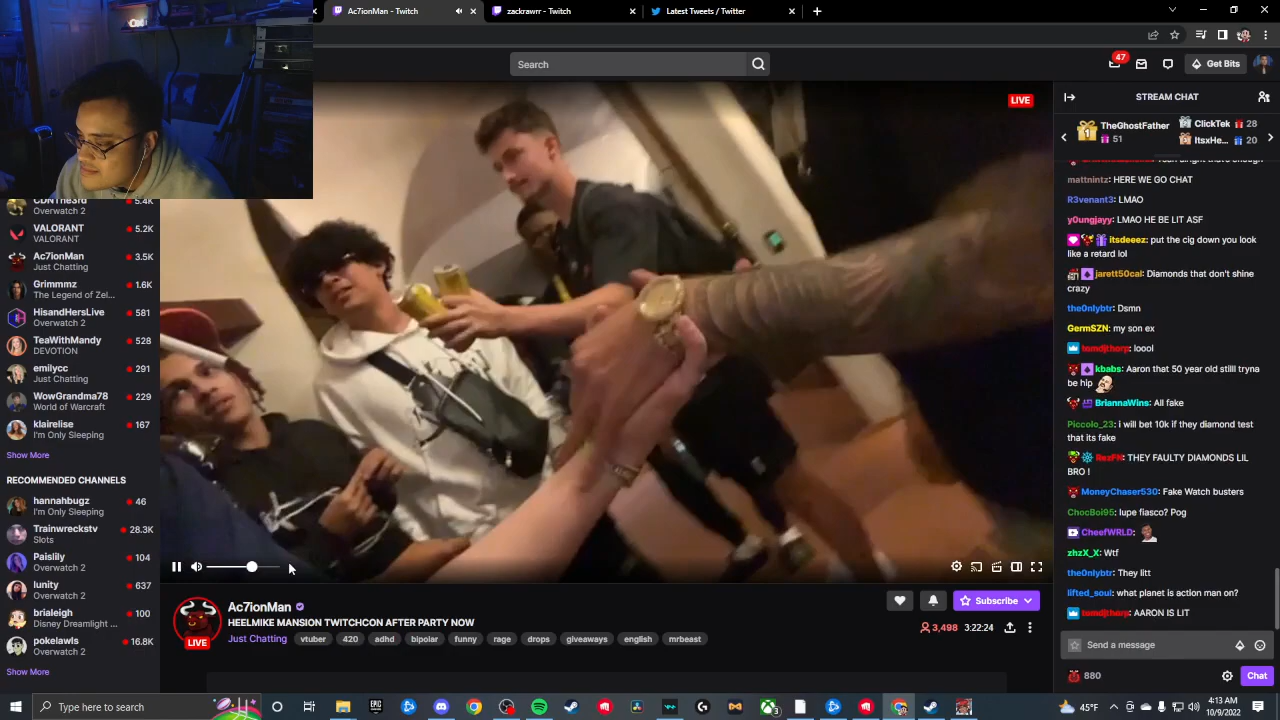 Ac7ionMan - Twitch
zackrawr - Twitch
Latest Tweets / Twitter
Search
47
Get Bits
LIVE
STREAM CHAT
TheGhostFather
51
ClickTek 28
ItsxHe... 20
mattnintz: HERE WE GO CHAT
R3venant3: LMAO
y0ungjayy: LMAO HE BE LIT ASF
itsdeez: put the cig down you look
like a retard lol
jarett50cal: Diamonds that don't shine
crazy
the0nlybtr: Dsmn
GermSZN: my son ex
temdjthorp: loool
kbabs: Aaron that 50 year old stilll tryna
be hip
BriannaWins: All fake
Piccolo_23: i will bet 10k if they diamond test
that its fake
RezFN: THEY FAULTY DIAMONDS LIL
BRO !
MoneyChaser530: Fake Watch busters
ChocBoi95: lupe fiasco? Pog
CheefWRLD:
zhzX_X: Wtf
the0nlybtr: They litt
lifted_soul: what planet is action man on?
temdjthorp: AARON IS LIT
Send a message
880
Chat
CDNThe3rd 5.4K
Overwatch 2
VALORANT 5.2K
VALORANT
Ac7ionMan 3.5K
Just Chatting
Grimmmz 1.6K
The Legend of Zel...
HisandHersLive 581
Overwatch 2
TeaWithMandy 528
DEVOTION
emilycc 291
Just Chatting
WowGrandma78 229
World of Warcraft
klairelise 167
I'm Only Sleeping
Show More
RECOMMENDED CHANNELS
hannahbugz 46
I'm Only Sleeping
Trainwreckstv 28.3K
Slots
Paislily 104
Overwatch 2
lunity 637
Overwatch 2
brialeigh 100
Disney Dreamlight ...
pokelawls 16.8K
Overwatch 2
Show More
LIVE
Ac7ionMan
HEELMIKE MANSION TWITCHCON AFTER PARTY NOW
Just Chatting vtuber 420 adhd bipolar funny rage drops giveaways english mrbeast
Subscribe
3,498 3:22:24
Type here to search
EPIC
45°F
4:13 AM
10/9/2022